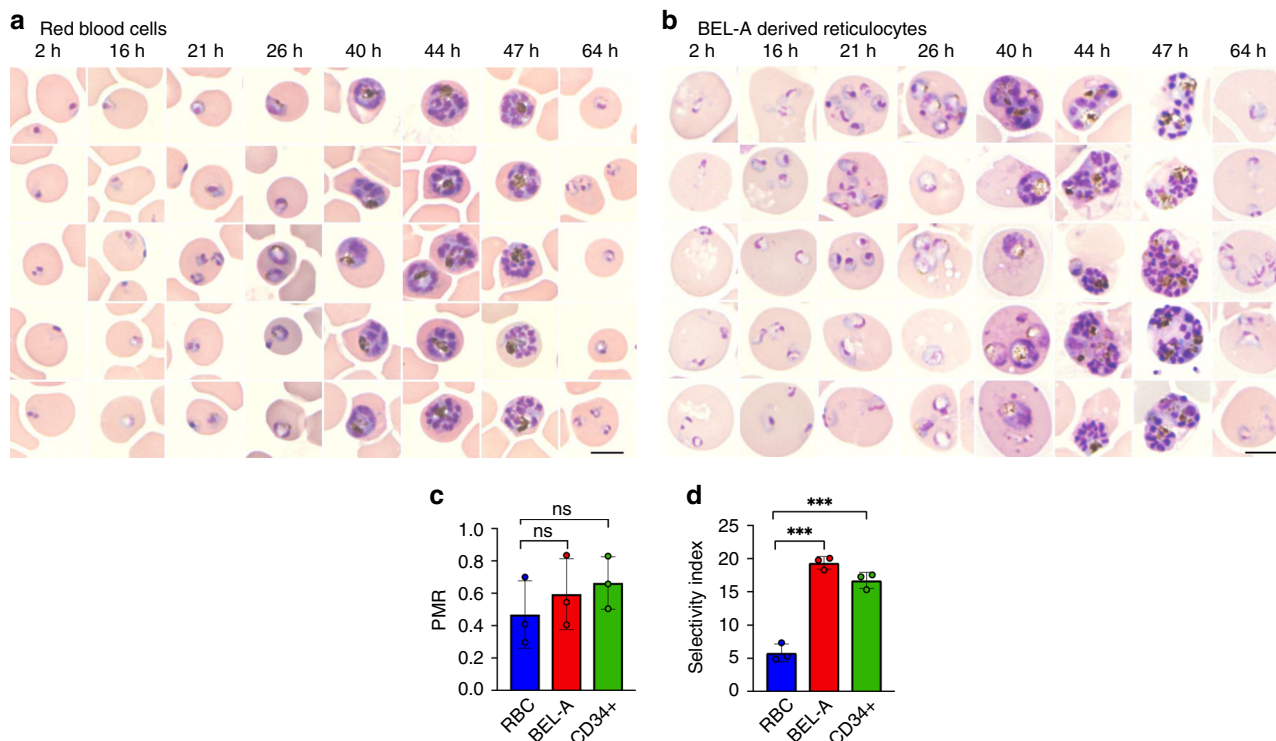 a Red blood cells
2 h 16 h 21 h 26 h 40 h 44 h 47 h 64 h
b BEL-A derived reticulocytes
2 h 16 h 21 h 26 h 40 h 44 h 47 h 64 h
c
ns
ns
1.0
0.8
0.6
0.4
0.2
0.0
PMR
RBC
BEL-A
CD34+
d
***
***
25
20
15
10
5
0
Selectivity index
RBC
BEL-A
CD34+